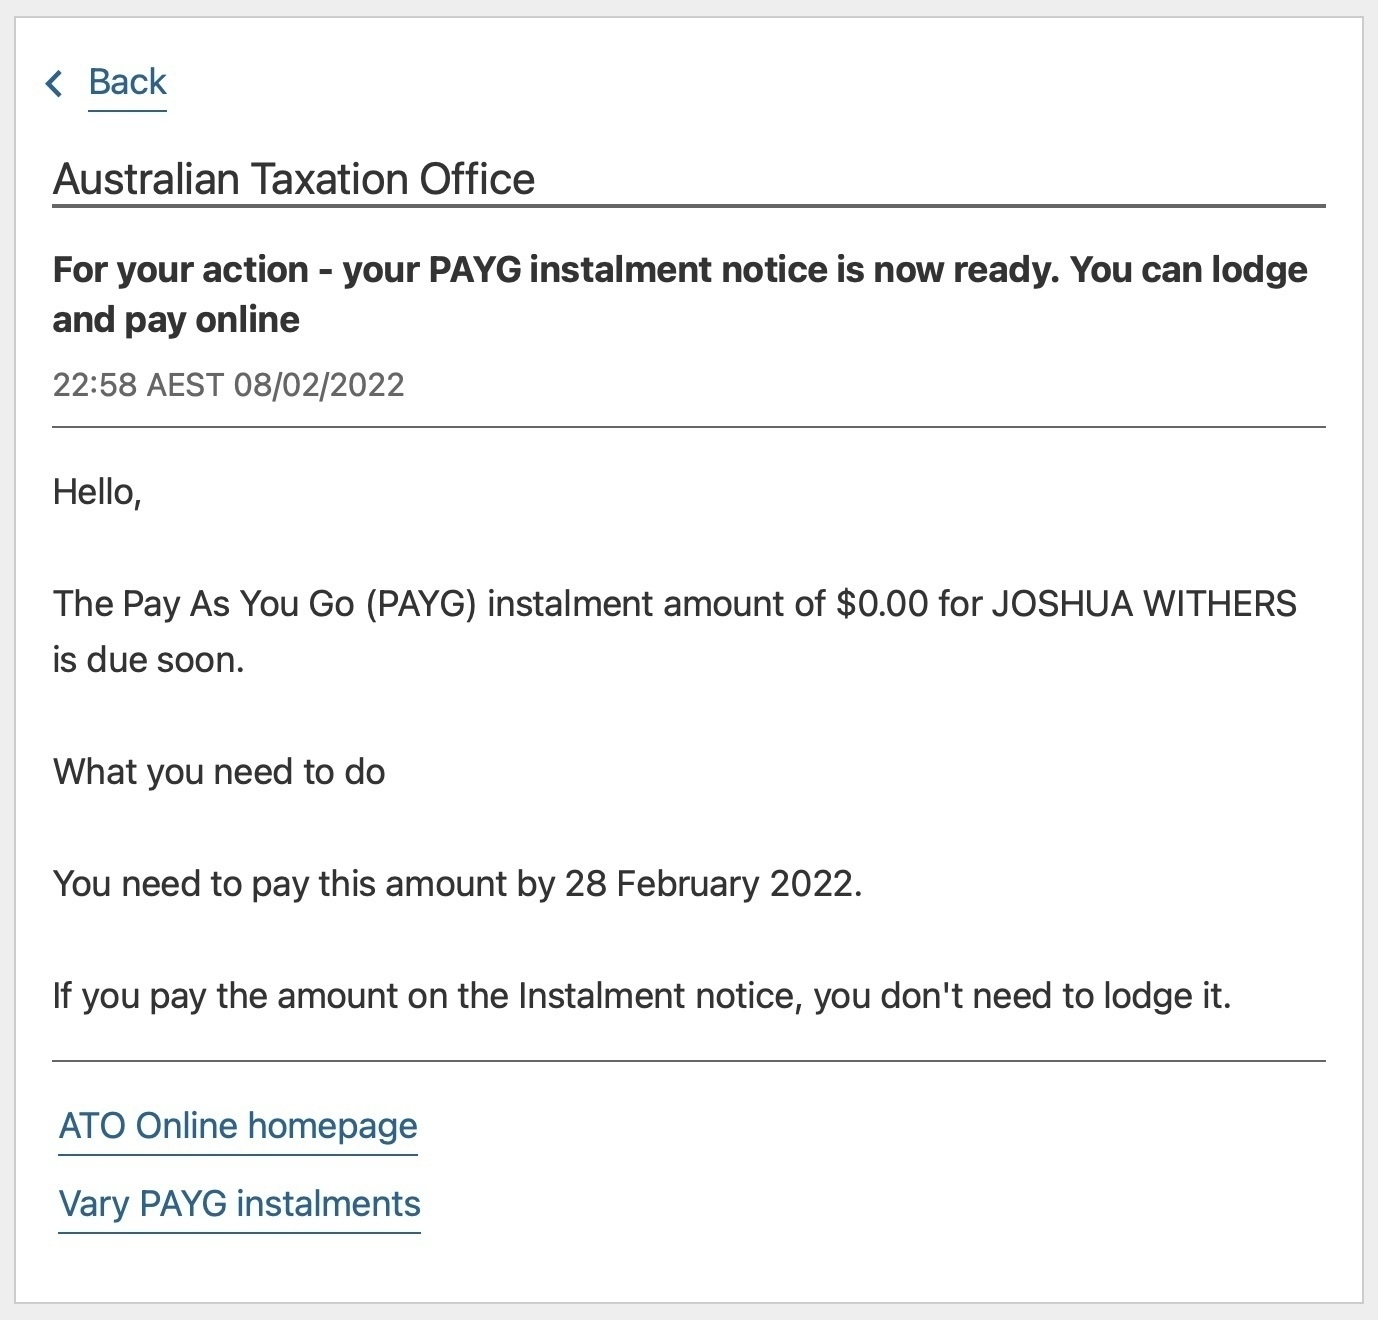 Back
Australian Taxation Office
For your action - your PAYG instalment notice is now ready. You can lodge
and pay online
22:58 AEST 08/02/2022
Hello,
The Pay As You Go (PAYG) instalment amount of $0.00 for JOSHUA WITHERS
is due soon.
What you need to do
You need to pay this amount by 28 February 2022.
If you pay the amount on the Instalment notice, you don't need to lodge it.
ATO Online homepage
Vary PAYG instalments